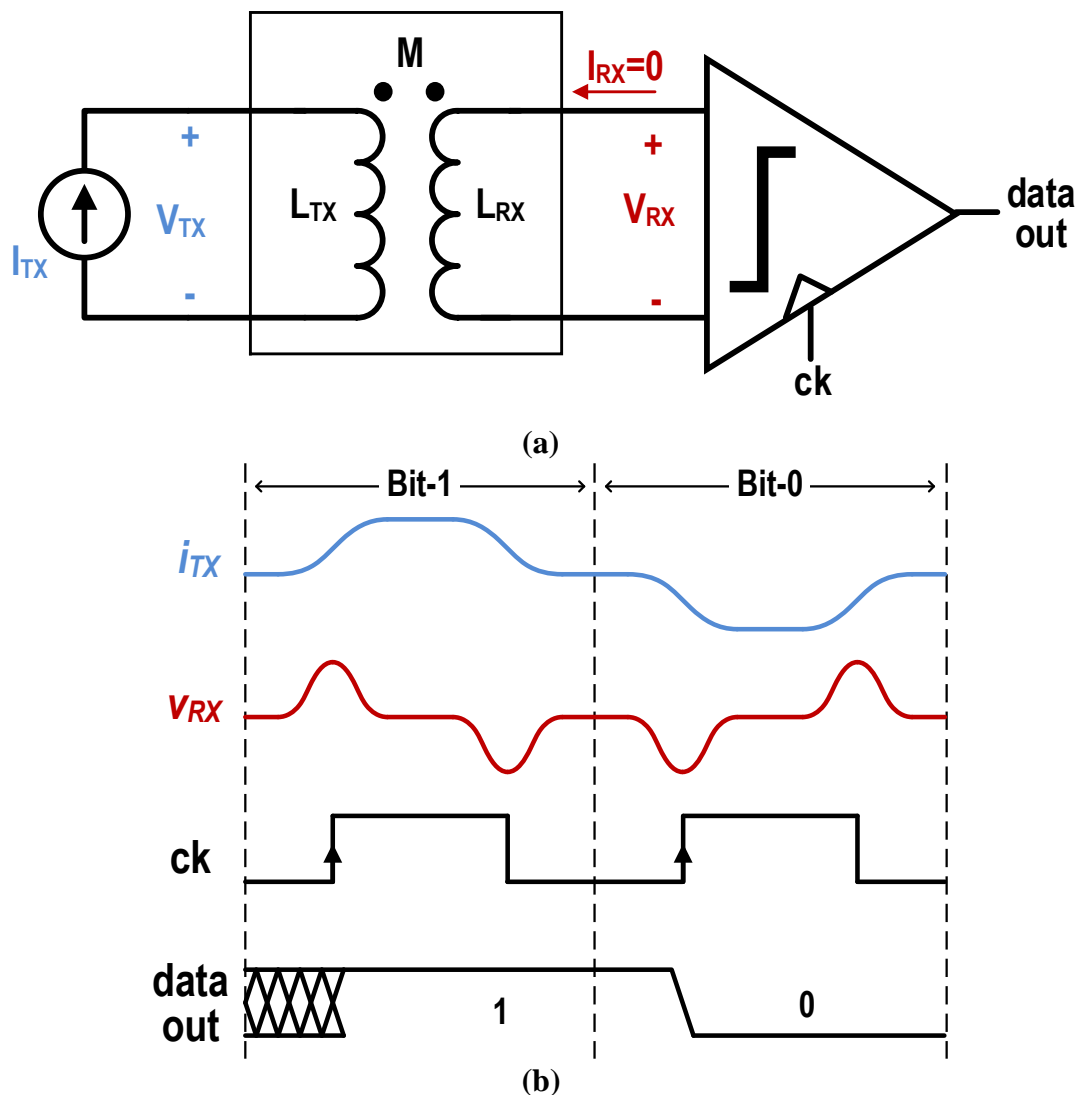 M
I_RX=0
+
+
V_TX
L_TX
L_RX
V_RX
I_TX
-
-
data
out
ck
(a)
Bit-1
Bit-0
i_TX
v_RX
ck
data
out
1
0
(b)